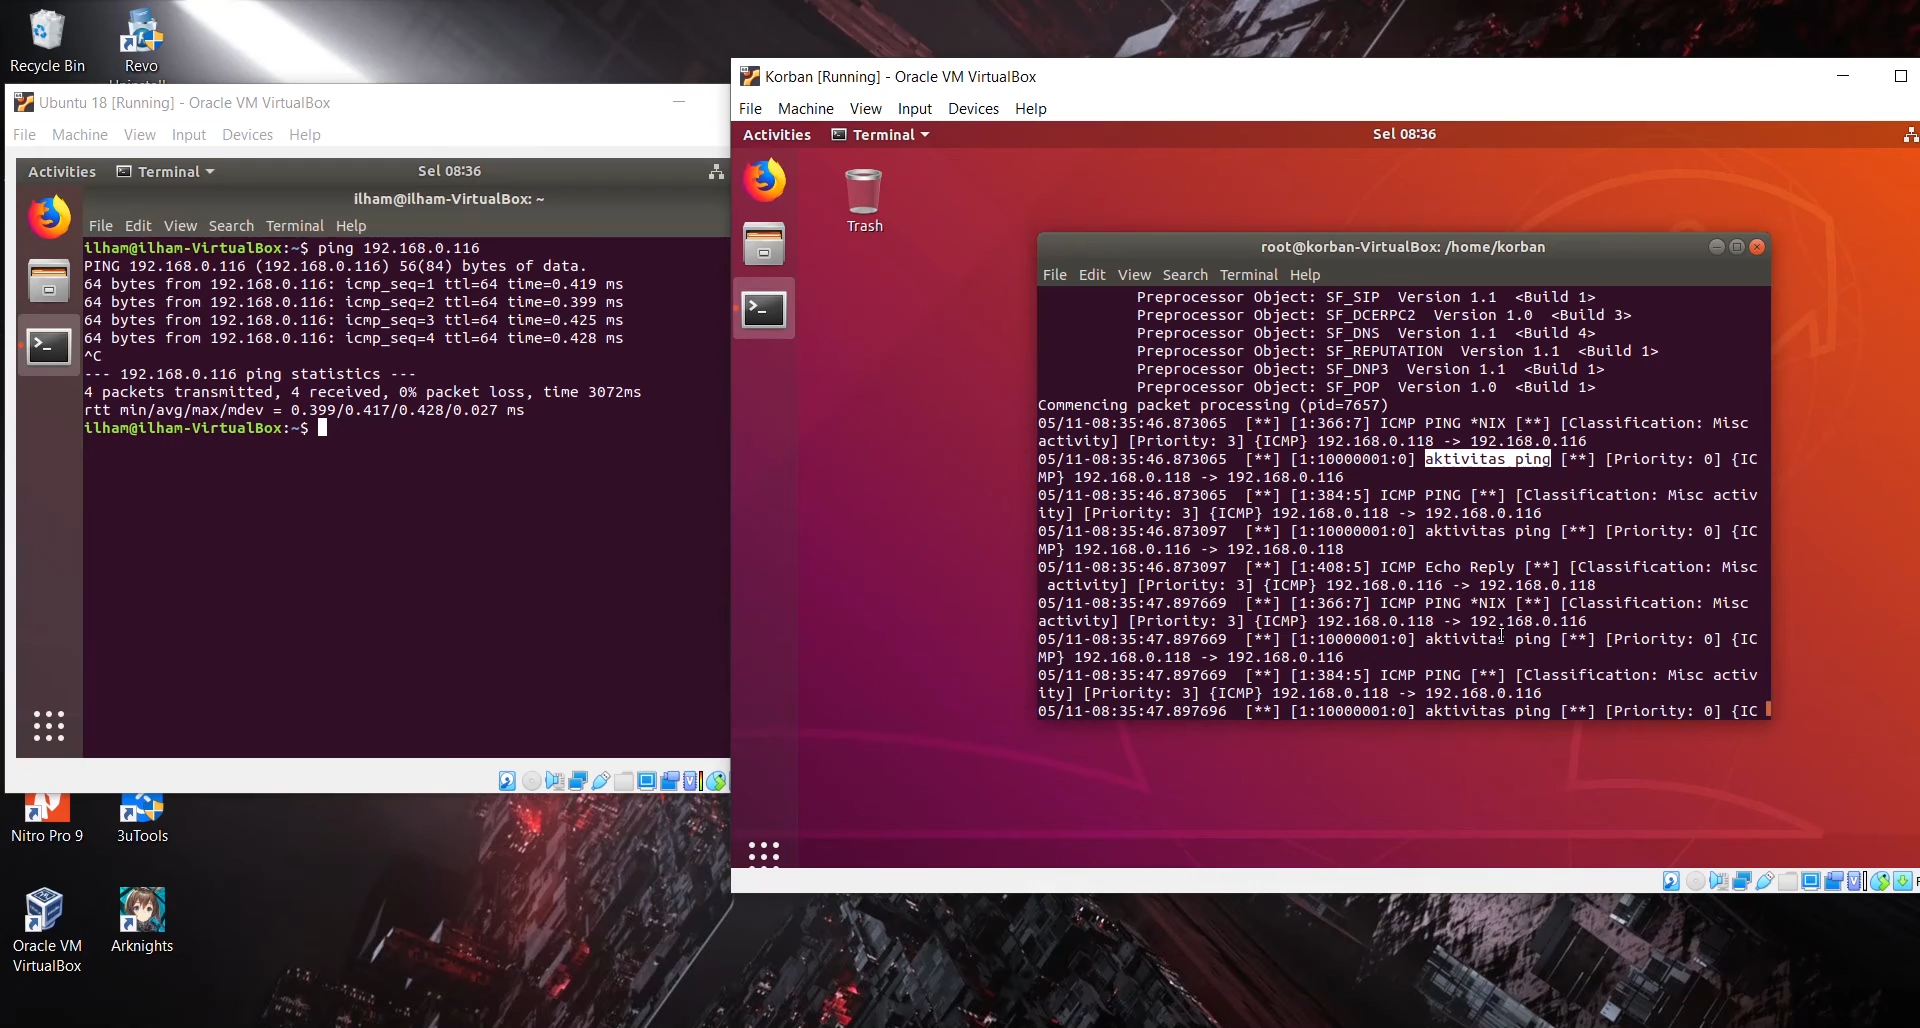 Recycle Bin
Revo
Ubuntu 18 [Running] - Oracle VM VirtualBox
File Machine View Input Devices Help
Activities Terminal Sel 08:36
ilham@ilham-VirtualBox: ~
File Edit View Search Terminal Help
ilham@ilham-VirtualBox:~$ ping 192.168.0.116
PING 192.168.0.116 (192.168.0.116) 56(84) bytes of data.
64 bytes from 192.168.0.116: icmp_seq=1 ttl=64 time=0.419 ms
64 bytes from 192.168.0.116: icmp_seq=2 ttl=64 time=0.399 ms
64 bytes from 192.168.0.116: icmp_seq=3 ttl=64 time=0.425 ms
64 bytes from 192.168.0.116: icmp_seq=4 ttl=64 time=0.428 ms
^C
--- 192.168.0.116 ping statistics ---
4 packets transmitted, 4 received, 0% packet loss, time 3072ms
rtt min/avg/max/mdev = 0.399/0.417/0.428/0.027 ms
ilham@ilham-VirtualBox:~$
Nitro Pro 9
3uTools
Oracle VM
VirtualBox
Arknights
Korban [Running] - Oracle VM VirtualBox
File Machine View Input Devices Help
Activities Terminal Sel 08:36
Trash
root@korban-VirtualBox: /home/korban
File Edit View Search Terminal Help
Preprocessor Object: SF_SIP Version 1.1 <Build 1>
Preprocessor Object: SF_DCERPC2 Version 1.0 <Build 3>
Preprocessor Object: SF_DNS Version 1.1 <Build 4>
Preprocessor Object: SF_REPUTATION Version 1.1 <Build 1>
Preprocessor Object: SF_DNP3 Version 1.1 <Build 1>
Preprocessor Object: SF_POP Version 1.0 <Build 1>
Commencing packet processing (pid=7657)
05/11-08:35:46.873065 [**] [1:366:7] ICMP PING *NIX [**] [Classification: Misc
activity] [Priority: 3] {ICMP} 192.168.0.118 -> 192.168.0.116
05/11-08:35:46.873065 [**] [1:10000001:0] aktivitas ping [**] [Priority: 0] {IC
MP} 192.168.0.118 -> 192.168.0.116
05/11-08:35:46.873065 [**] [1:384:5] ICMP PING [**] [Classification: Misc activ
ity] [Priority: 3] {ICMP} 192.168.0.118 -> 192.168.0.116
05/11-08:35:46.873097 [**] [1:10000001:0] aktivitas ping [**] [Priority: 0] {IC
MP} 192.168.0.116 -> 192.168.0.118
05/11-08:35:46.873097 [**] [1:408:5] ICMP Echo Reply [**] [Classification: Misc
activity] [Priority: 3] {ICMP} 192.168.0.116 -> 192.168.0.118
05/11-08:35:47.897669 [**] [1:366:7] ICMP PING *NIX [**] [Classification: Misc
activity] [Priority: 3] {ICMP} 192.168.0.118 -> 192.168.0.116
05/11-08:35:47.897669 [**] [1:10000001:0] aktivitas ping [**] [Priority: 0] {IC
MP} 192.168.0.118 -> 192.168.0.116
05/11-08:35:47.897669 [**] [1:384:5] ICMP PING [**] [Classification: Misc activ
ity] [Priority: 3] {ICMP} 192.168.0.118 -> 192.168.0.116
05/11-08:35:47.897696 [**] [1:10000001:0] aktivitas ping [**] [Priority: 0] {IC